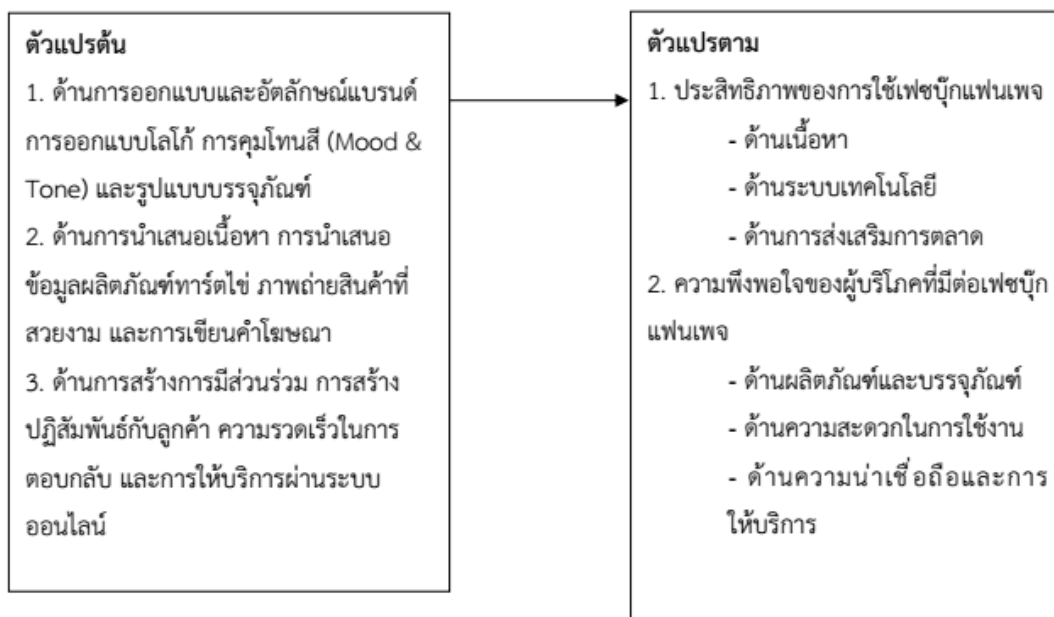 ตัวแปรต้น
1. ด้านการออกแบบและอัตลักษณ์แบรนด์
การออกแบบโลโก้ การคุมโทนสี (Mood &
Tone) และรูปแบบบรรจุภัณฑ์
2. ด้านการนำเสนอเนื้อหา การนำเสนอ
ข้อมูลผลิตภัณฑ์ทาร์ตไข่ ภาพถ่ายสินค้าที่
สวยงาม และการเขียนคำโฆษณา
3. ด้านการสร้างการมีส่วนร่วม การสร้าง
ปฏิสัมพันธ์กับลูกค้า ความรวดเร็วในการ
ตอบกลับ และการให้บริการผ่านระบบ
ออนไลน์
ตัวแปรตาม
1. ประสิทธิภาพของการใช้เฟซบุ๊กแฟนเพจ
- ด้านเนื้อหา
- ด้านระบบเทคโนโลยี
- ด้านการส่งเสริมการตลาด
2. ความพึงพอใจของผู้บริโภคที่มีต่อเฟซบุ๊ก
แฟนเพจ
- ด้านผลิตภัณฑ์และบรรจุภัณฑ์
- ด้านความสะดวกในการใช้งาน
- ด้านความน่าเชื่อถือและการ
ให้บริการ